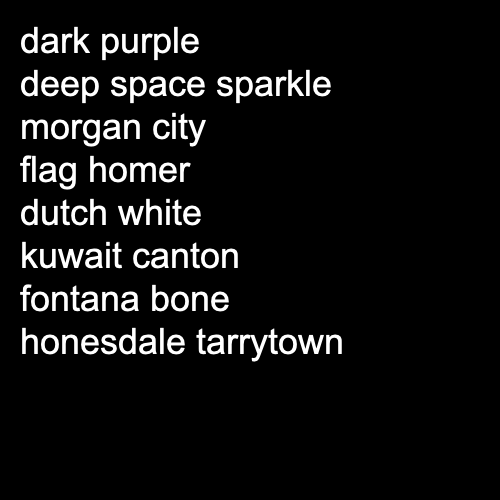 dark purple
deep space sparkle
morgan city
flag homer
dutch white
kuwait canton
fontana bone
honesdale tarrytown